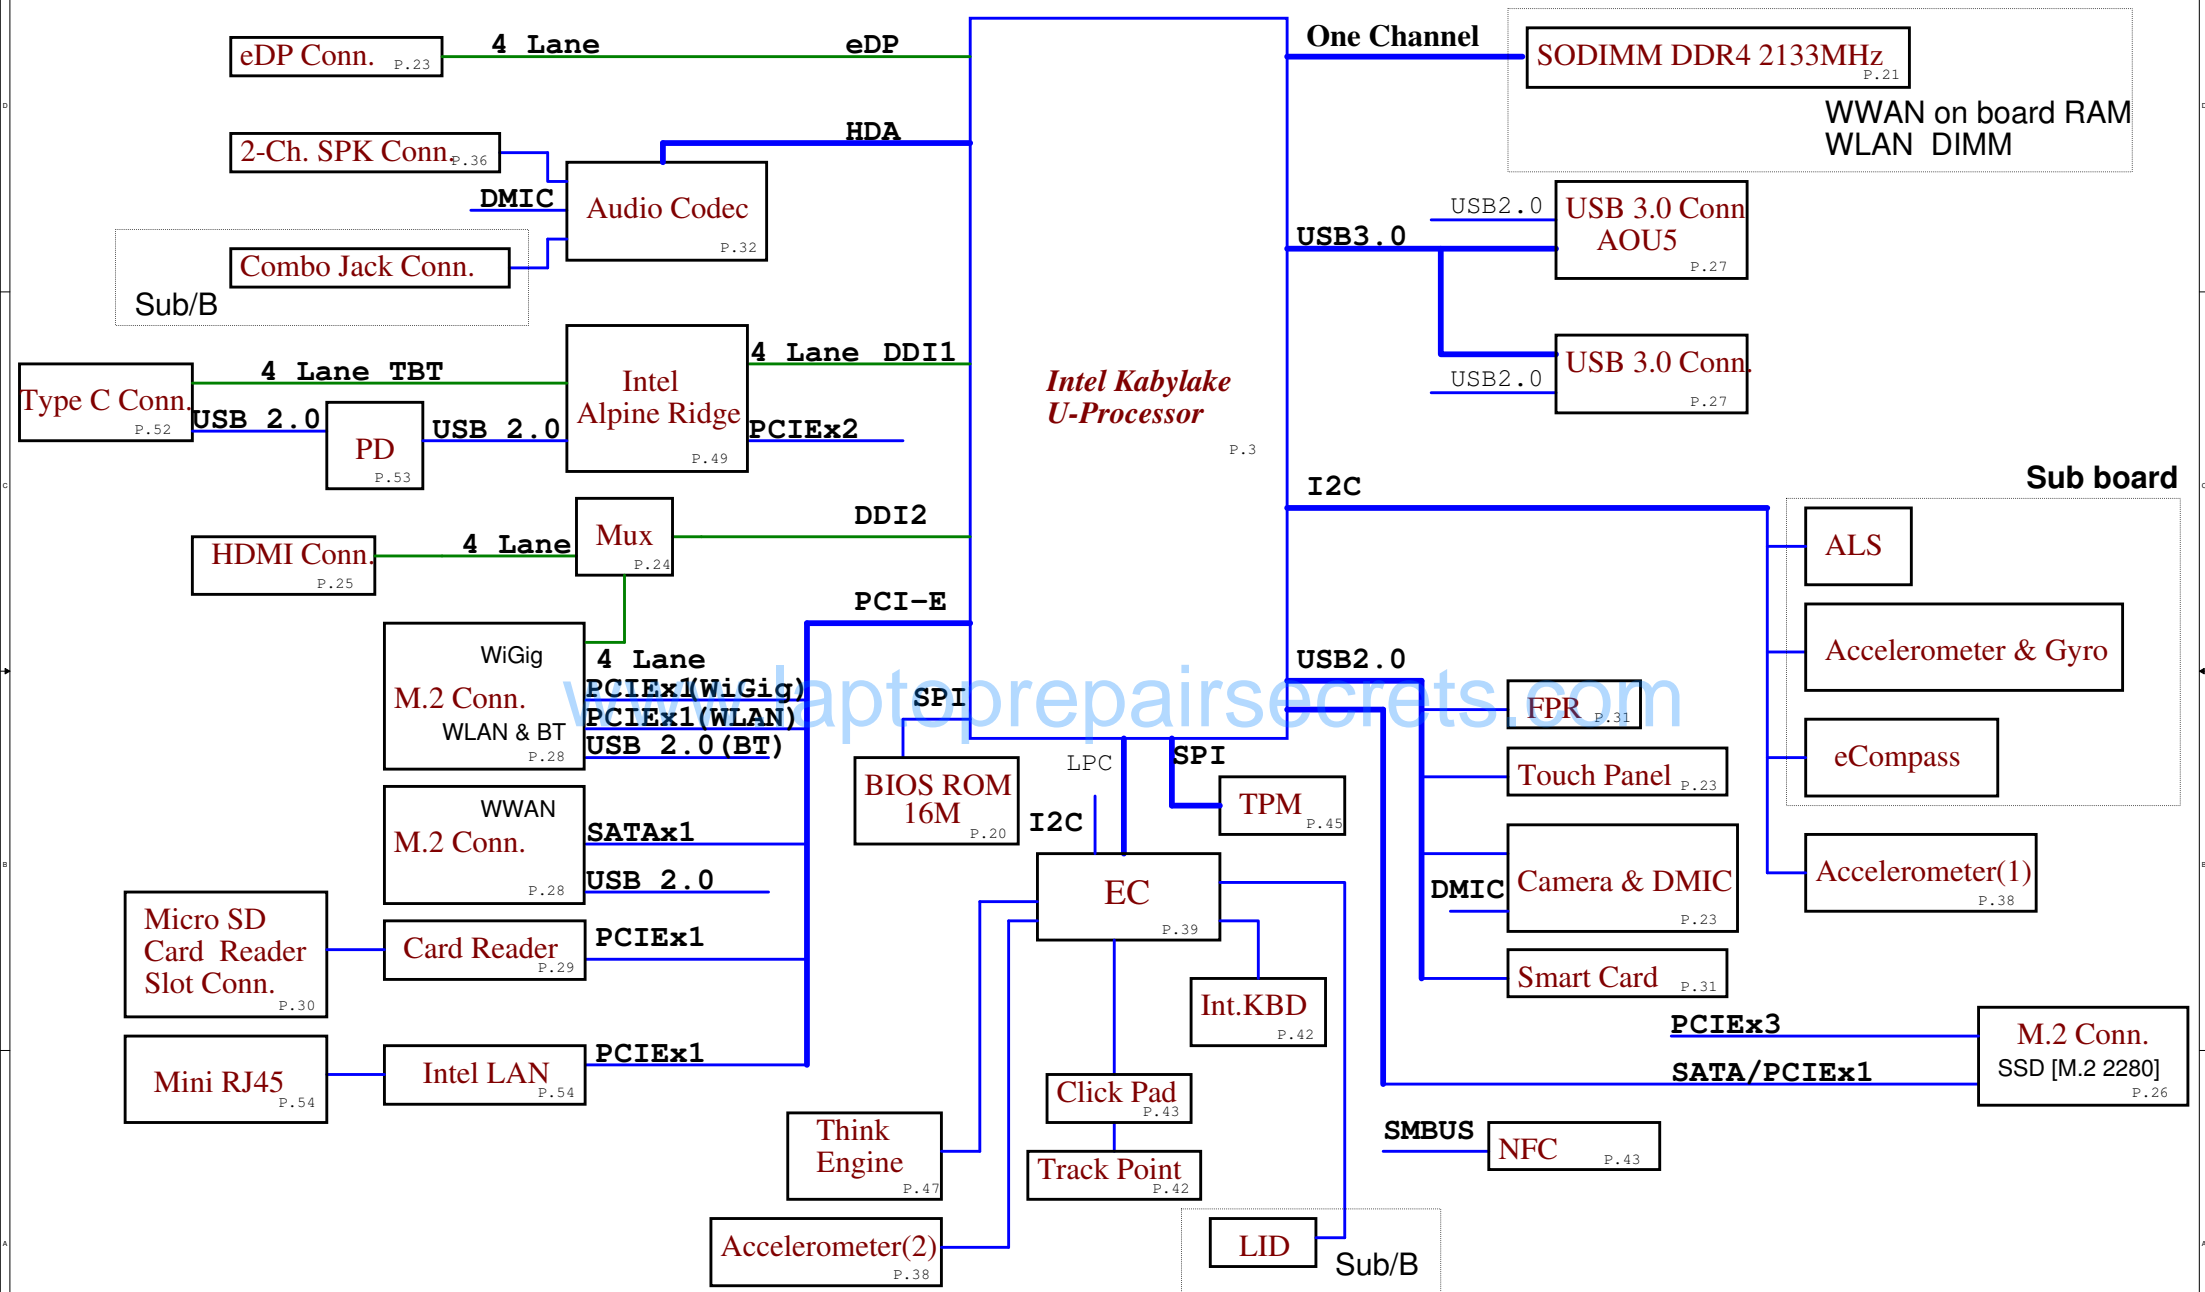 eDP Conn. P.23
4 Lane
eDP
2-Ch. SPK Conn. P.36
HDA
DMIC
Audio Codec
P.32
Combo Jack Conn.
Sub/B
Type C Conn.
P.52
4 Lane TBT
USB 2.0
PD
P.53
USB 2.0
Intel
Alpine Ridge
P.49
4 Lane DDI1
PCIEx2
HDMI Conn.
P.25
4 Lane
Mux
P.24
DDI2
PCI-E
WiGig
M.2 Conn.
WLAN & BT
P.28
4 Lane
PCIEx1(WiGig)
PCIEx1(WLAN)
USB 2.0(BT)
WWAN
M.2 Conn.
P.28
SATAx1
USB 2.0
Micro SD
Card Reader
Slot Conn.
P.30
Card Reader
P.29
PCIEx1
Mini RJ45
P.54
Intel LAN
P.54
PCIEx1
Intel Kabylake
U-Processor
P.3
SPI
BIOS ROM
16M
P.20
LPC
I2C
SPI
TPM
P.45
EC
P.39
Int.KBD
P.42
Click Pad
P.43
Track Point
P.42
Think
Engine
P.47
Accelerometer(2)
P.38
LID
Sub/B
One Channel
SODIMM DDR4 2133MHz
P.21
WWAN on board RAM
WLAN DIMM
USB3.0
USB2.0
USB 3.0 Conn
AOU5
P.27
USB2.0
USB 3.0 Conn.
P.27
I2C
Sub board
ALS
Accelerometer & Gyro
eCompass
Accelerometer(1)
P.38
USB2.0
FPR P.31
Touch Panel P.23
DMIC
Camera & DMIC
P.23
Smart Card P.31
PCIEx3
SATA/PCIEx1
M.2 Conn.
SSD [M.2 2280]
P.26
SMBUS
NFC P.43
www.laptoprepairsecrets.com
D
D
C
C
B
B
A
A